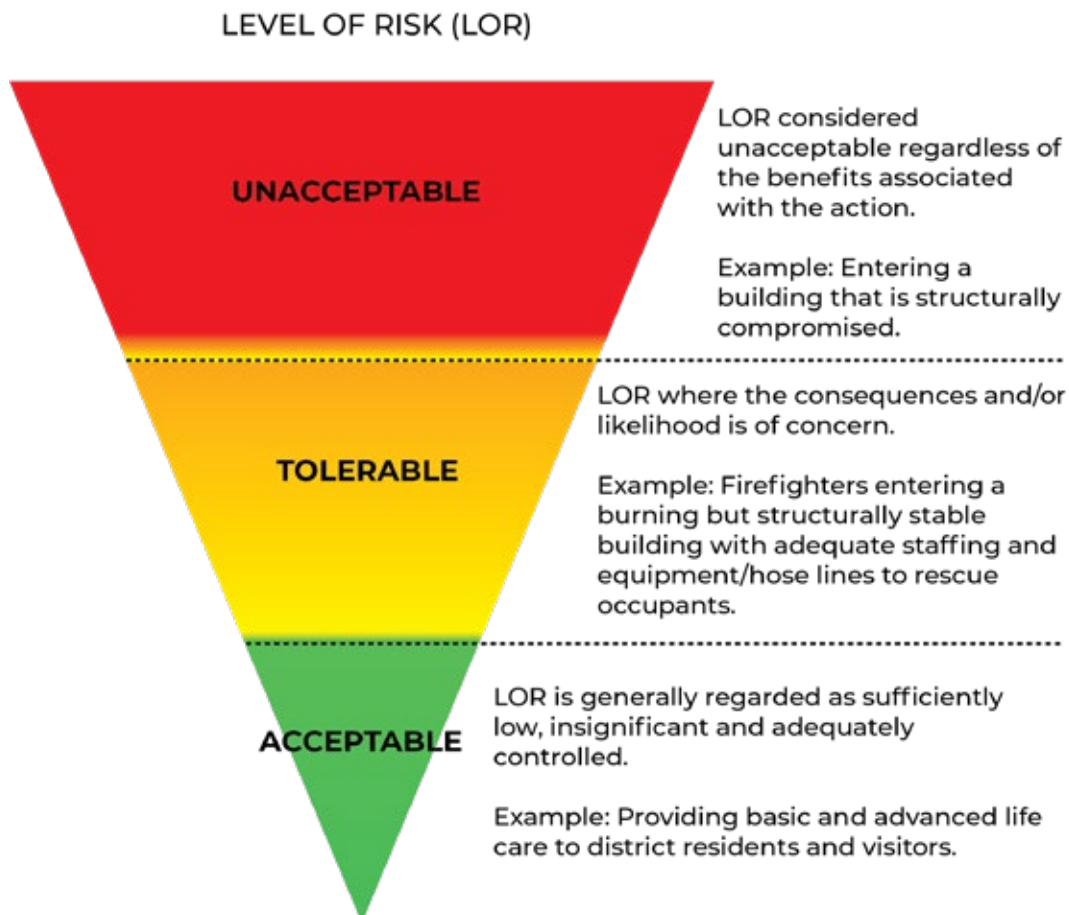 LEVEL OF RISK (LOR)
UNACCEPTABLE
LOR considered
unacceptable regardless of
the benefits associated
with the action.
Example: Entering a
building that is structurally
compromised.
TOLERABLE
LOR where the consequences and/or
likelihood is of concern.
Example: Firefighters entering a
burning but structurally stable
building with adequate staffing and
equipment/hose lines to rescue
occupants.
ACCEPTABLE
LOR is generally regarded as sufficiently
low, insignificant and adequately
controlled.
Example: Providing basic and advanced life
care to district residents and visitors.